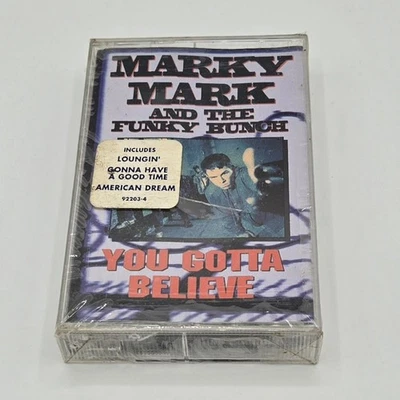 MARKY
MARK
AND THE
FUNKY BUNCH
INCLUDES
LOUNGIN'
GONNA HAVE
A GOOD TIME
AMERICAN DREAM
92203-4
YOU GOTTA
BELIEVE